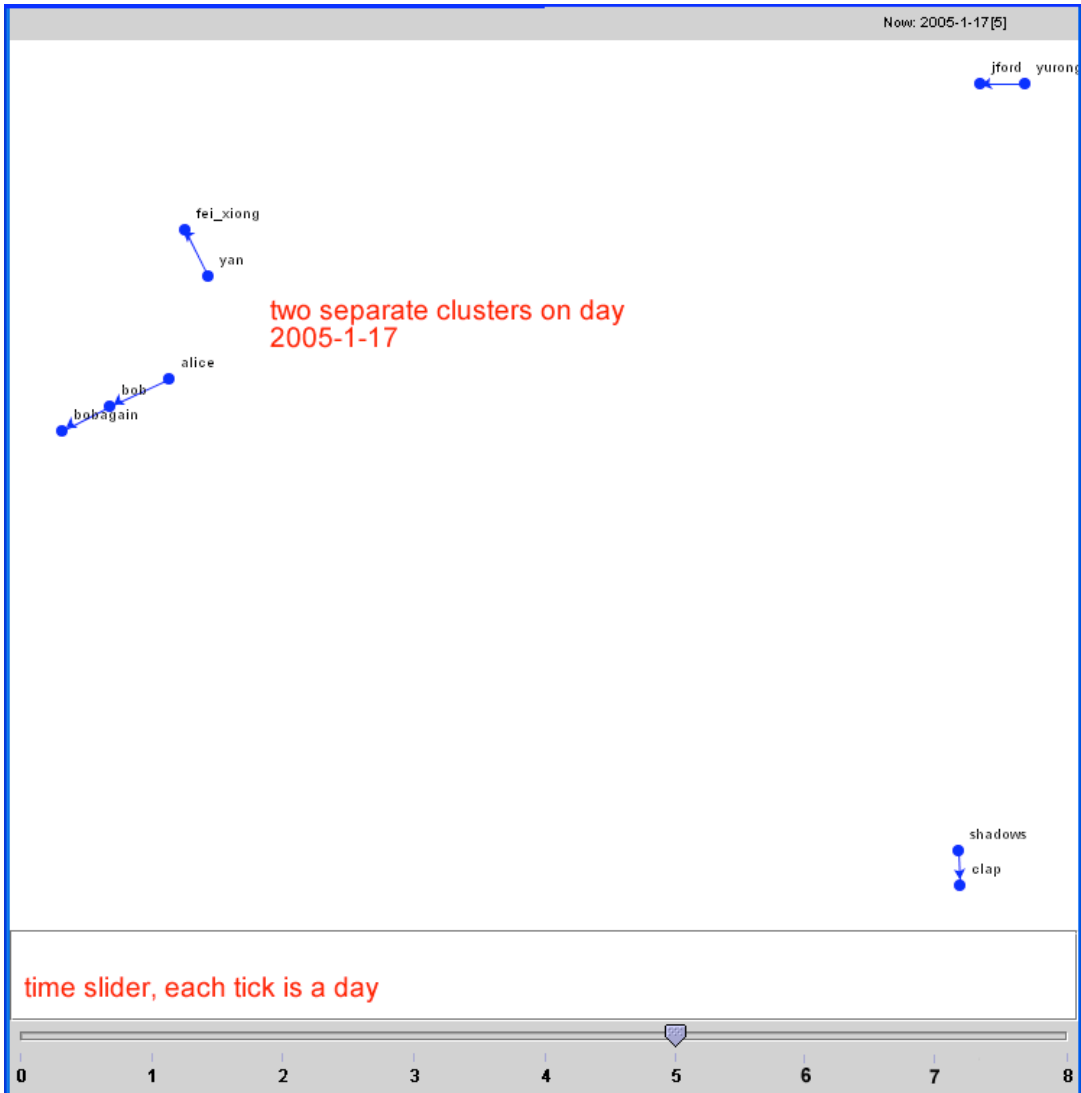 Now: 2005-1-17[5]
jford yurong
fei_xiong
yan
two separate clusters on day
2005-1-17
alice
bob
bobagain
shadows
clap
time slider, each tick is a day
0 1 2 3 4 5 6 7 8